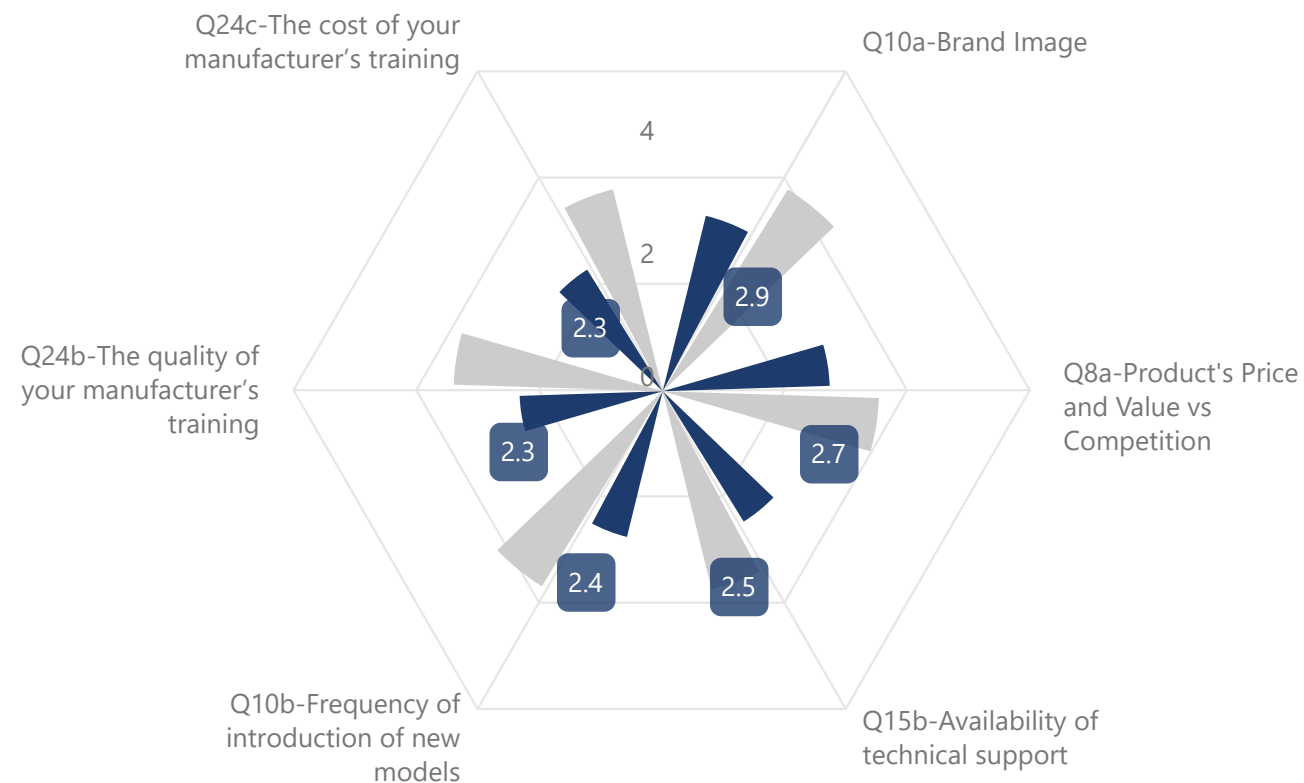 Q24c-The cost of your
manufacturer’s training
Q10a-Brand Image
4
2
0
2.9
2.3
Q24b-The quality of
your manufacturer’s
training
Q8a-Product's Price
and Value vs
Competition
2.3
2.7
2.4
2.5
Q10b-Frequency of
introduction of new
models
Q15b-Availability of
technical support